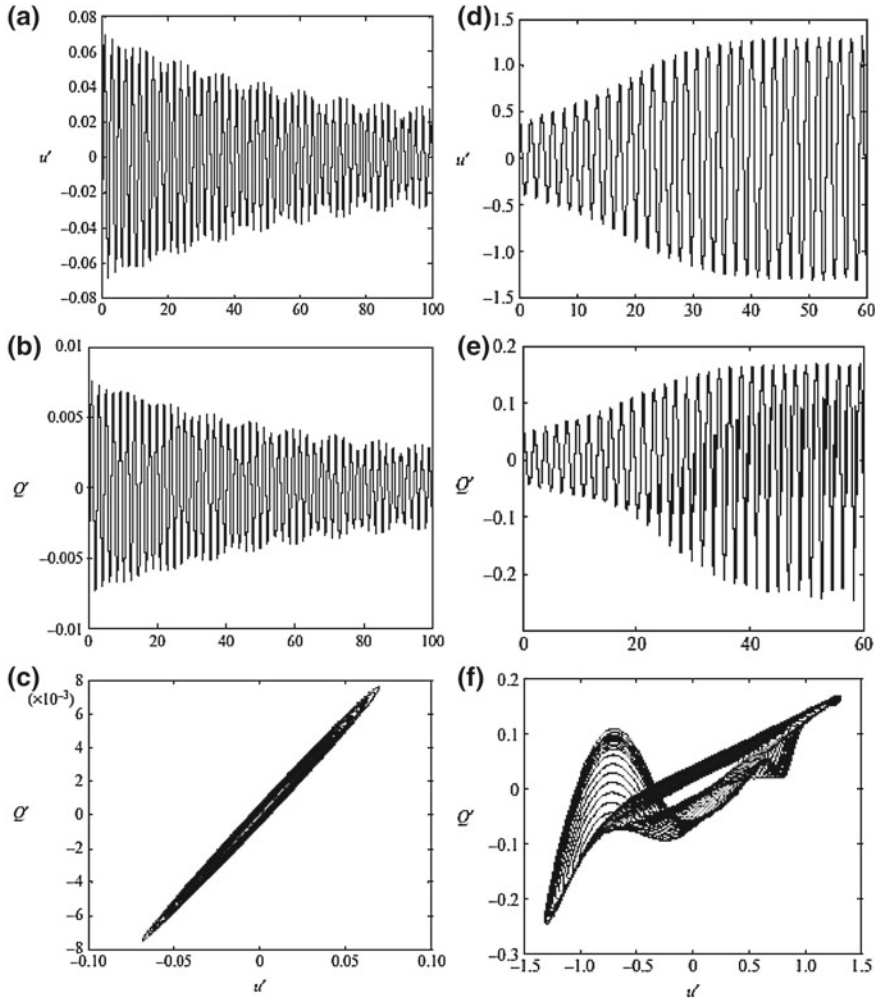 (a)
0.08
0.06
0.04
0.02
0
−0.02
−0.04
−0.06
−0.08
u′
0 20 40 60 80 100
(d)
1.5
1.0
0.5
0
−0.5
−1.0
−1.5
u′
0 10 20 30 40 50 60
(b)
0.01
0.005
0
−0.005
−0.01
Q′
0 20 40 60 80 100
(e)
0.2
0.1
0
−0.1
−0.2
Q′
0 20 40 60
(c)
8
(×10⁻³)
6
4
2
0
−2
−4
−6
−8
Q′
−0.10 −0.05 0 0.05 0.10
u′
(f)
0.2
0.1
0
−0.1
−0.2
−0.3
Q′
−1.5 −1.0 −0.5 0 0.5 1.0 1.5
u′